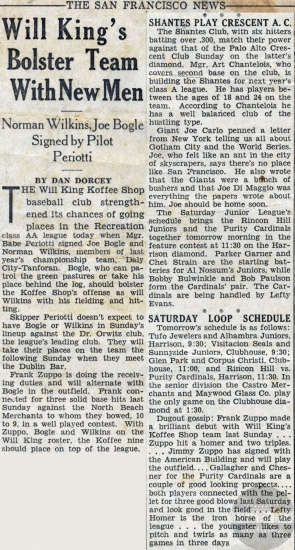 THE SAN FRANCISCO NEWS
Will King's
Bolster Team
With New Men
Norman Wilkins, Joe Bogle
Signed by Pilot
Periotti
BY DAN DORCEY
THE Will King Koffee Shop
baseball club strength-
ened its chances of going
places in the Recreation
class AA league today when Mgr.
Babe Periotti signed Joe Bogle and
Norman Wilkins, members of last
year's championship team, Daly
City-Tanforan. Bogle, who can pa-
trol the green pastures or take his
place behind the log, should bolster
the Koffee Shop's offense as will
Wilkins with his fielding and hit-
ting.
Skipper Periotti doesn't expect to
have Bogle or Wilkins in Sunday's
lineup against the Dr. Orwitz club,
the league's leading club. They will
take their places on the team the
following Sunday when they meet
the Dublin Bar.
Frank Zuppo is doing the receiv-
ing duties and will alternate with
Bogle in the outfield. Frank con-
nected for three solid base hits last
Sunday against the North Beach
Merchants to whom they bowed, 10
to 9, in a well played contest. With
Zuppo, Bogle and Wilkins on the
Will King roster, the Koffee nine
should place on top of the league.
SHANTES PLAY CRESCENT A. C.
The Shantes Club, with six hitters
batting over .300, match their power
against that of the Palo Alto Cres-
cent Club Sunday on the latter's
diamond. Mgr. Art Chantelois, who
covers second base on the club, is
building the Shantes for next year's
class A league. He has players be-
tween the ages of 18 and 24 on the
team. According to Chantelois he
has a well balanced club of the
hustling type.
Giant Joe Carlo penned a letter
from New York telling us all about
Gotham City and the World Series.
Joe, who felt like an ant in the city
of skyscrapers, says there's no place
like San Francisco. He also wrote
that the Giants were a bunch of
bushers and that Joe Di Maggio was
everything the papers wrote about
him. Joe should be home soon.
The Saturday Junior League's
schedule brings the Rincon Hill
Juniors and the Purity Cardinals
together tomorrow morning in the
feature contest at 11:30 on the Har-
rison diamond. Parker Garner and
Chet Strain are the starting bat-
teries for Al Kossum's Juniors, while
Bobby Butwinkle and Bob Paulson
form the Cardinals' pair. The Car-
dinals are being handled by Lefty
Evans.
SATURDAY LOOP SCHEDULE
Tomorrow's schedule is as follows:
Tufo Jewelers and Alhambra Juniors,
Harrison, 9:30; Visitacion Seals and
Sunnyside Juniors, Clubhouse, 9:30;
Glen Park and Corpus Christi, Club-
house, 11:00, and Rincon Hill vs.
Purity Cardinals, Harrison, 11:30. In
the senior division the Castro Mer-
chants and Maywood Glass Co. play
the only game on the Clubhouse dia-
mond at 1:30.
Dugout gossip: Frank Zuppo made
a brilliant debut with Will King's
Koffee Shop team last Sunday . . .
Zuppo hit a homer and two triples.
. . . Jimmy Zuppo has signed with
the American Building and will play
the outfield. . . . Gallagher and Ches-
ner for the Purity Cardinals are a
couple of good looking prospects. . . .
both players connected with the pel-
let for three good blows last Saturday
and look good in the field . . . Lefty
Homer is the iron horse of the
league . . . the youngster likes to
pitch and twirls as many as three
games in three days